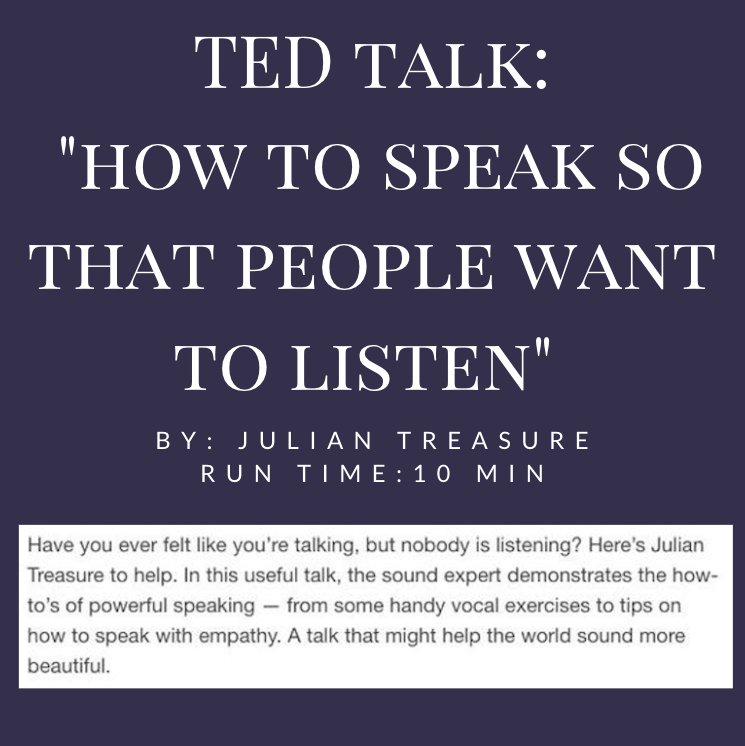 TED TALK:
"HOW TO SPEAK SO
THAT PEOPLE WANT
TO LISTEN"
BY: JULIAN TREASURE
RUN TIME:10 MIN
Have you ever felt like you're talking, but nobody is listening? Here's Julian
Treasure to help. In this useful talk, the sound expert demonstrates the how-
to's of powerful speaking — from some handy vocal exercises to tips on
how to speak with empathy. A talk that might help the world sound more
beautiful.